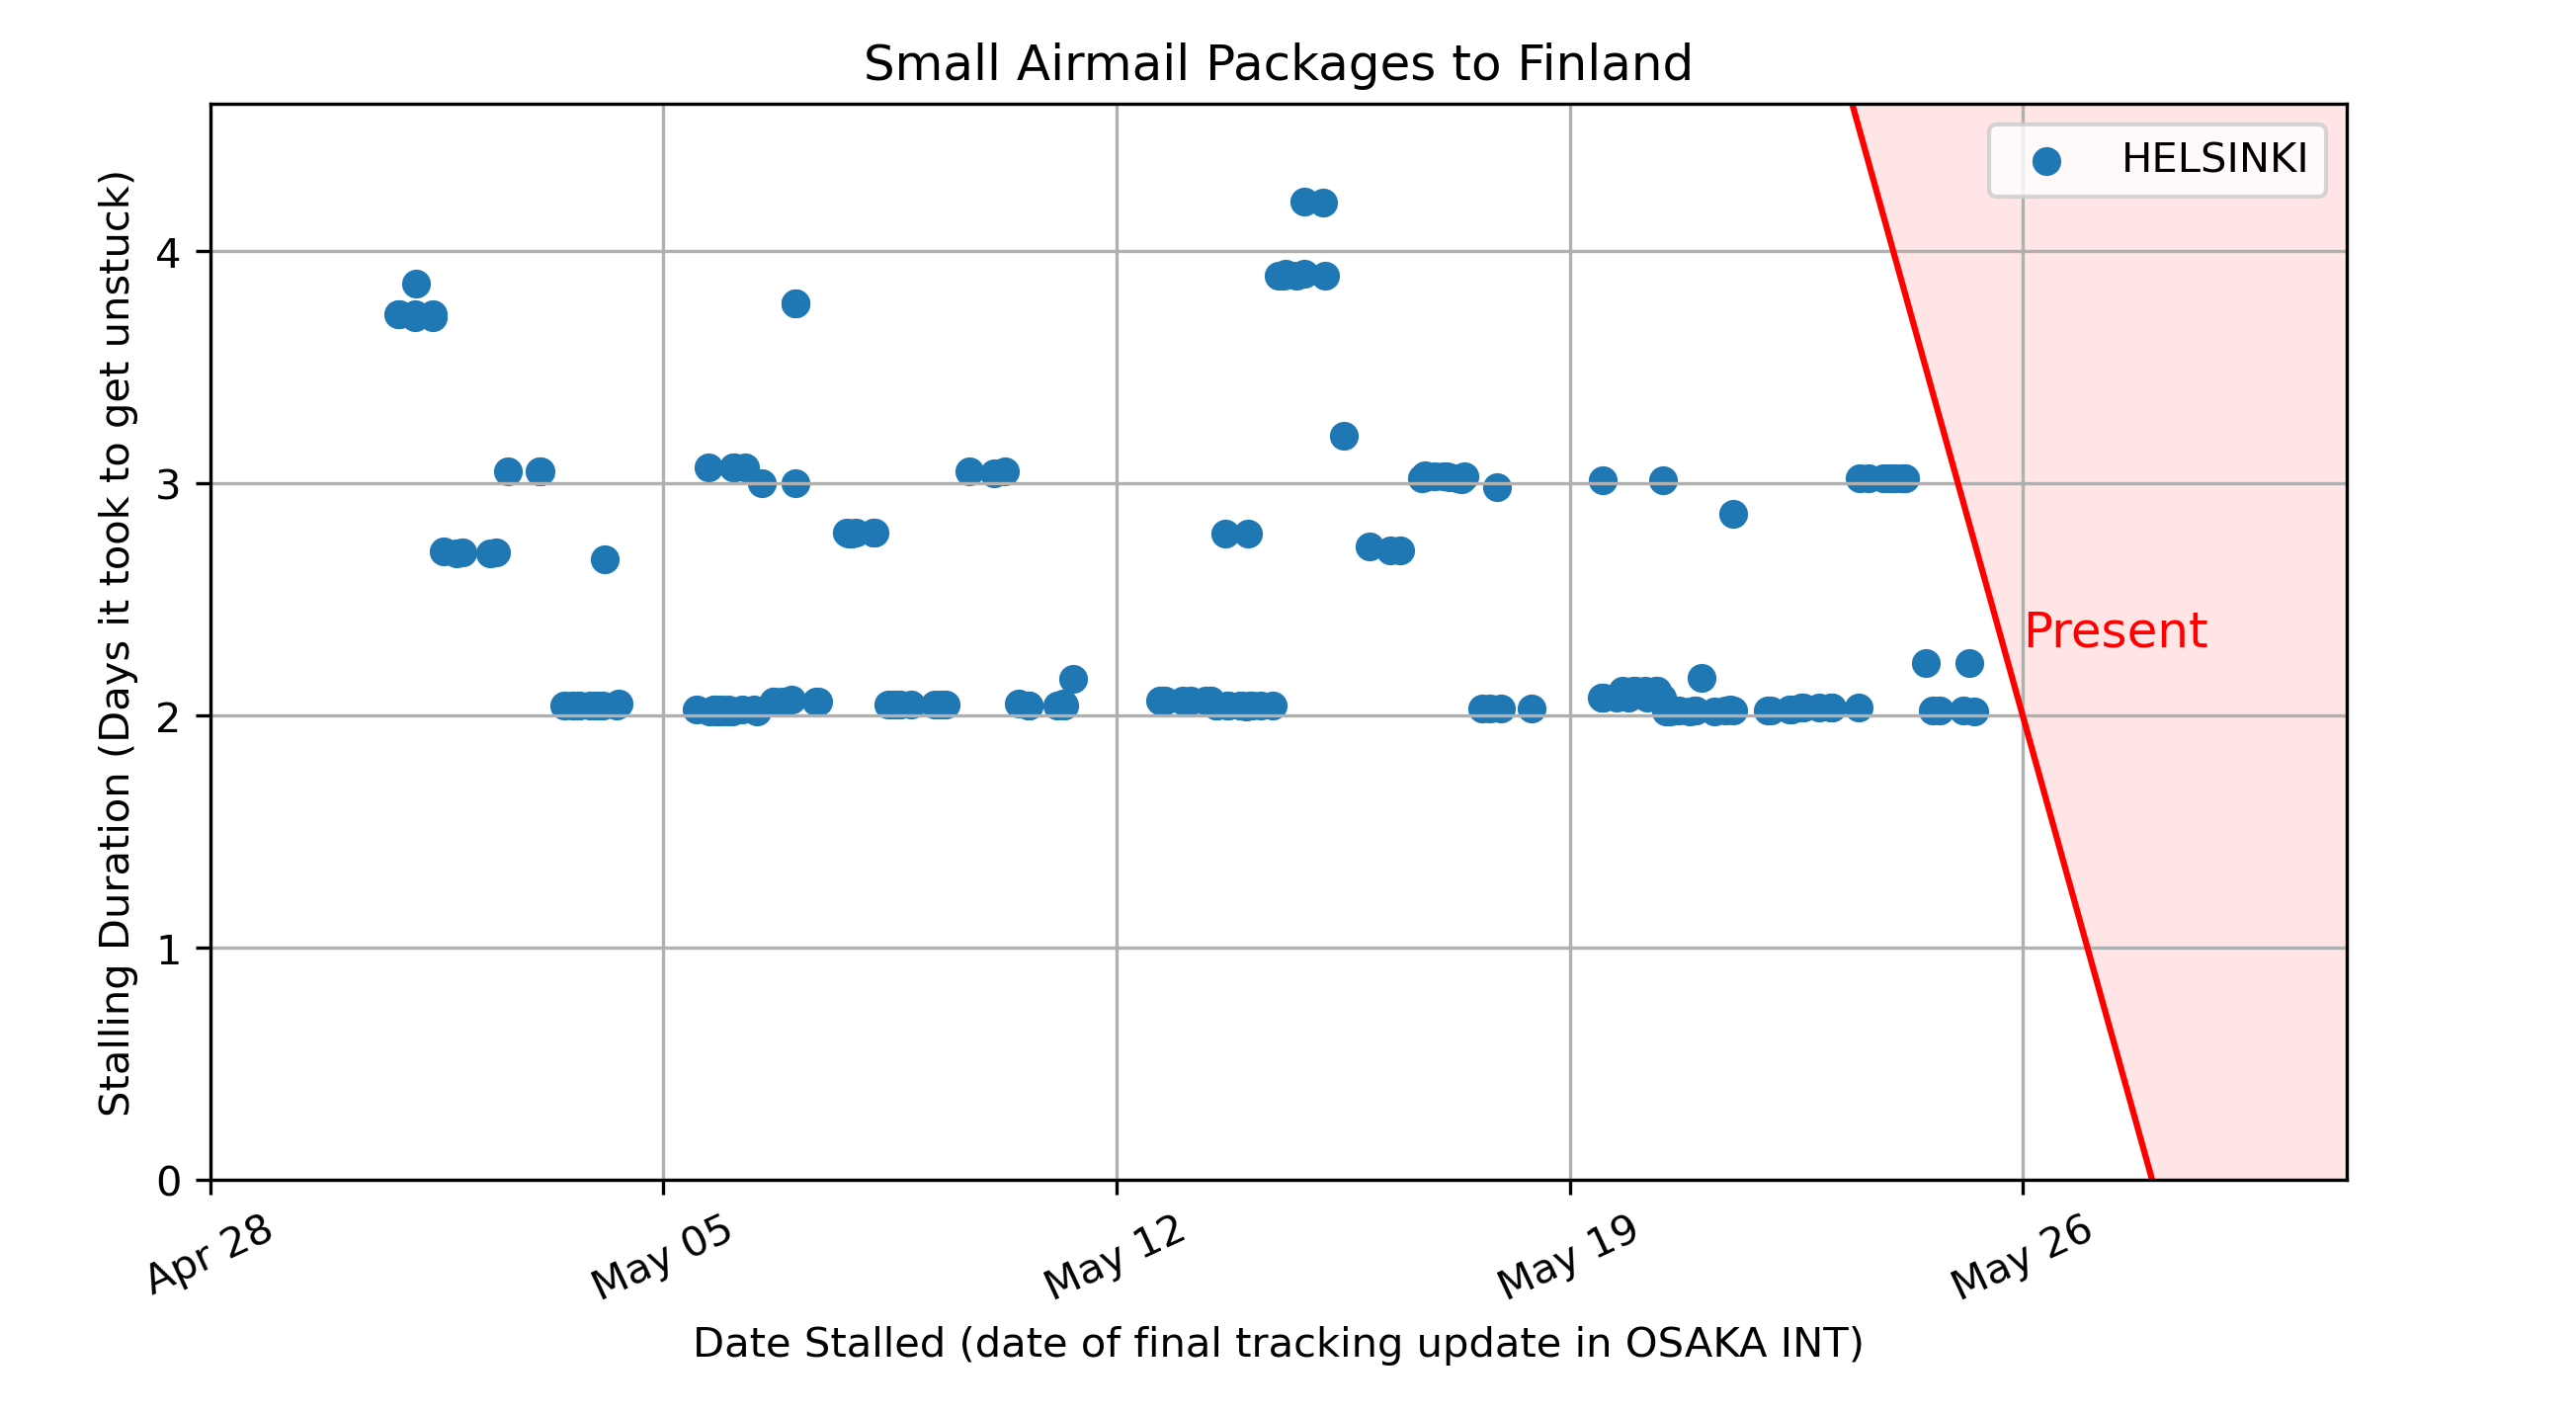 Small Airmail Packages to Finland
HELSINKI
Stalling Duration (Days it took to get unstuck)
4
3
2
1
0
Present
Apr 28
May 05
May 12
May 19
May 26
Date Stalled (date of final tracking update in OSAKA INT)